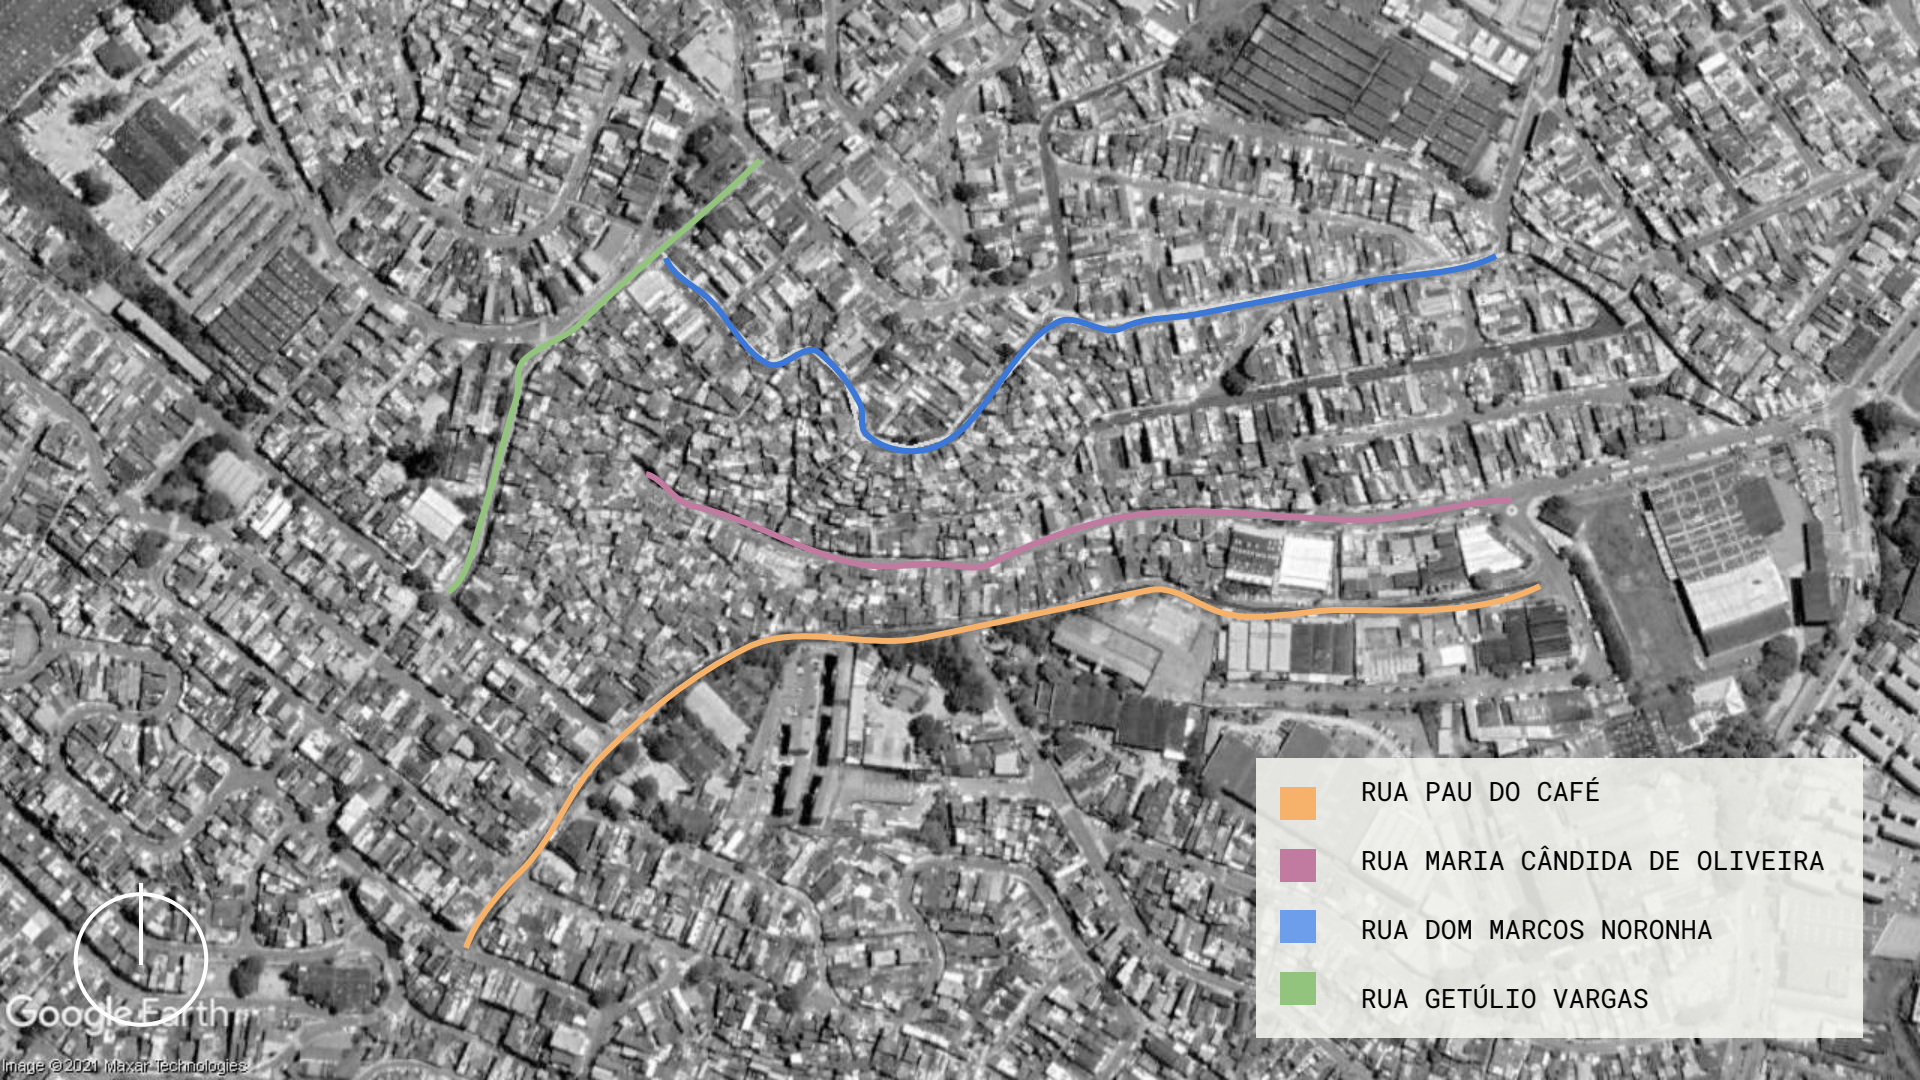 RUA PAU DO CAFÉ
RUA MARIA CÂNDIDA DE OLIVEIRA
RUA DOM MARCOS NORONHA
RUA GETÚLIO VARGAS
Google Earth
Image ©2021 Maxar Technologies